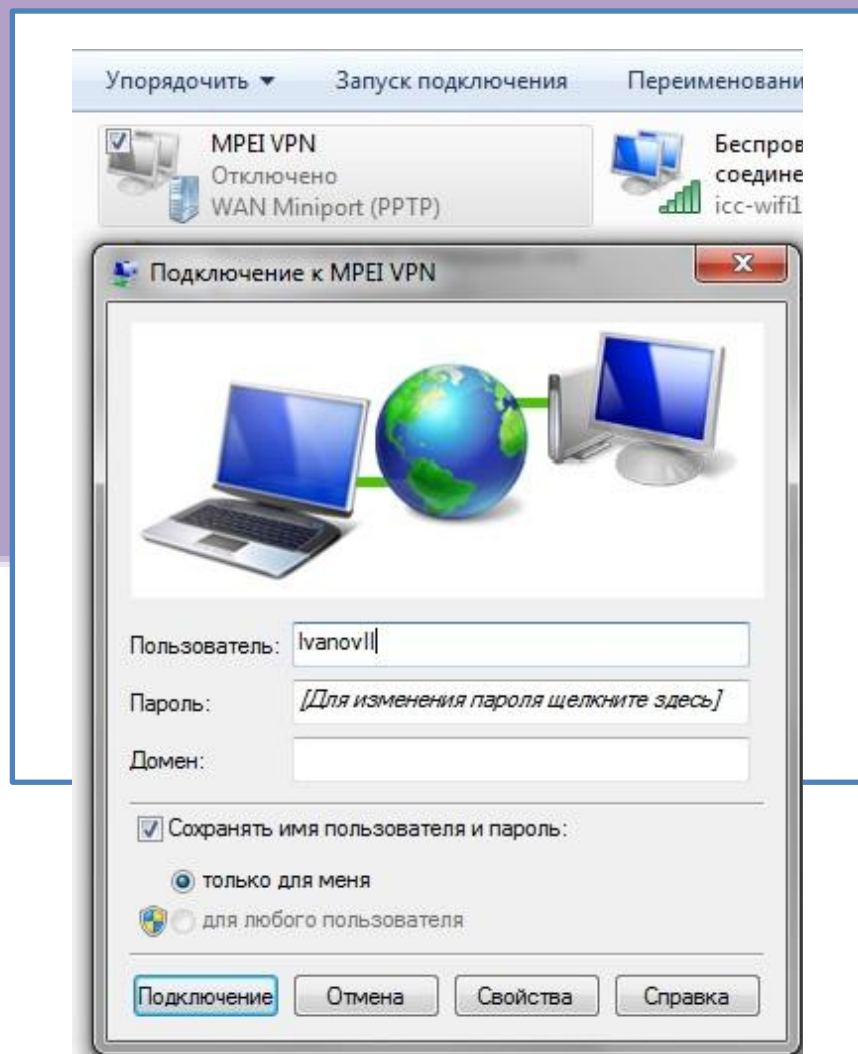 Упорядочить Запуск подключения Переименовани
MPEI VPN
Отключено
WAN Miniport (PPTP)
Беспров
соедине
icc-wifi1
Подключение к MPEI VPN
Пользователь: IvanovII
Пароль: [Для изменения пароля щелкните здесь]
Домен:
Сохранять имя пользователя и пароль:
только для меня
для любого пользователя
Подключение Отмена Свойства Справка